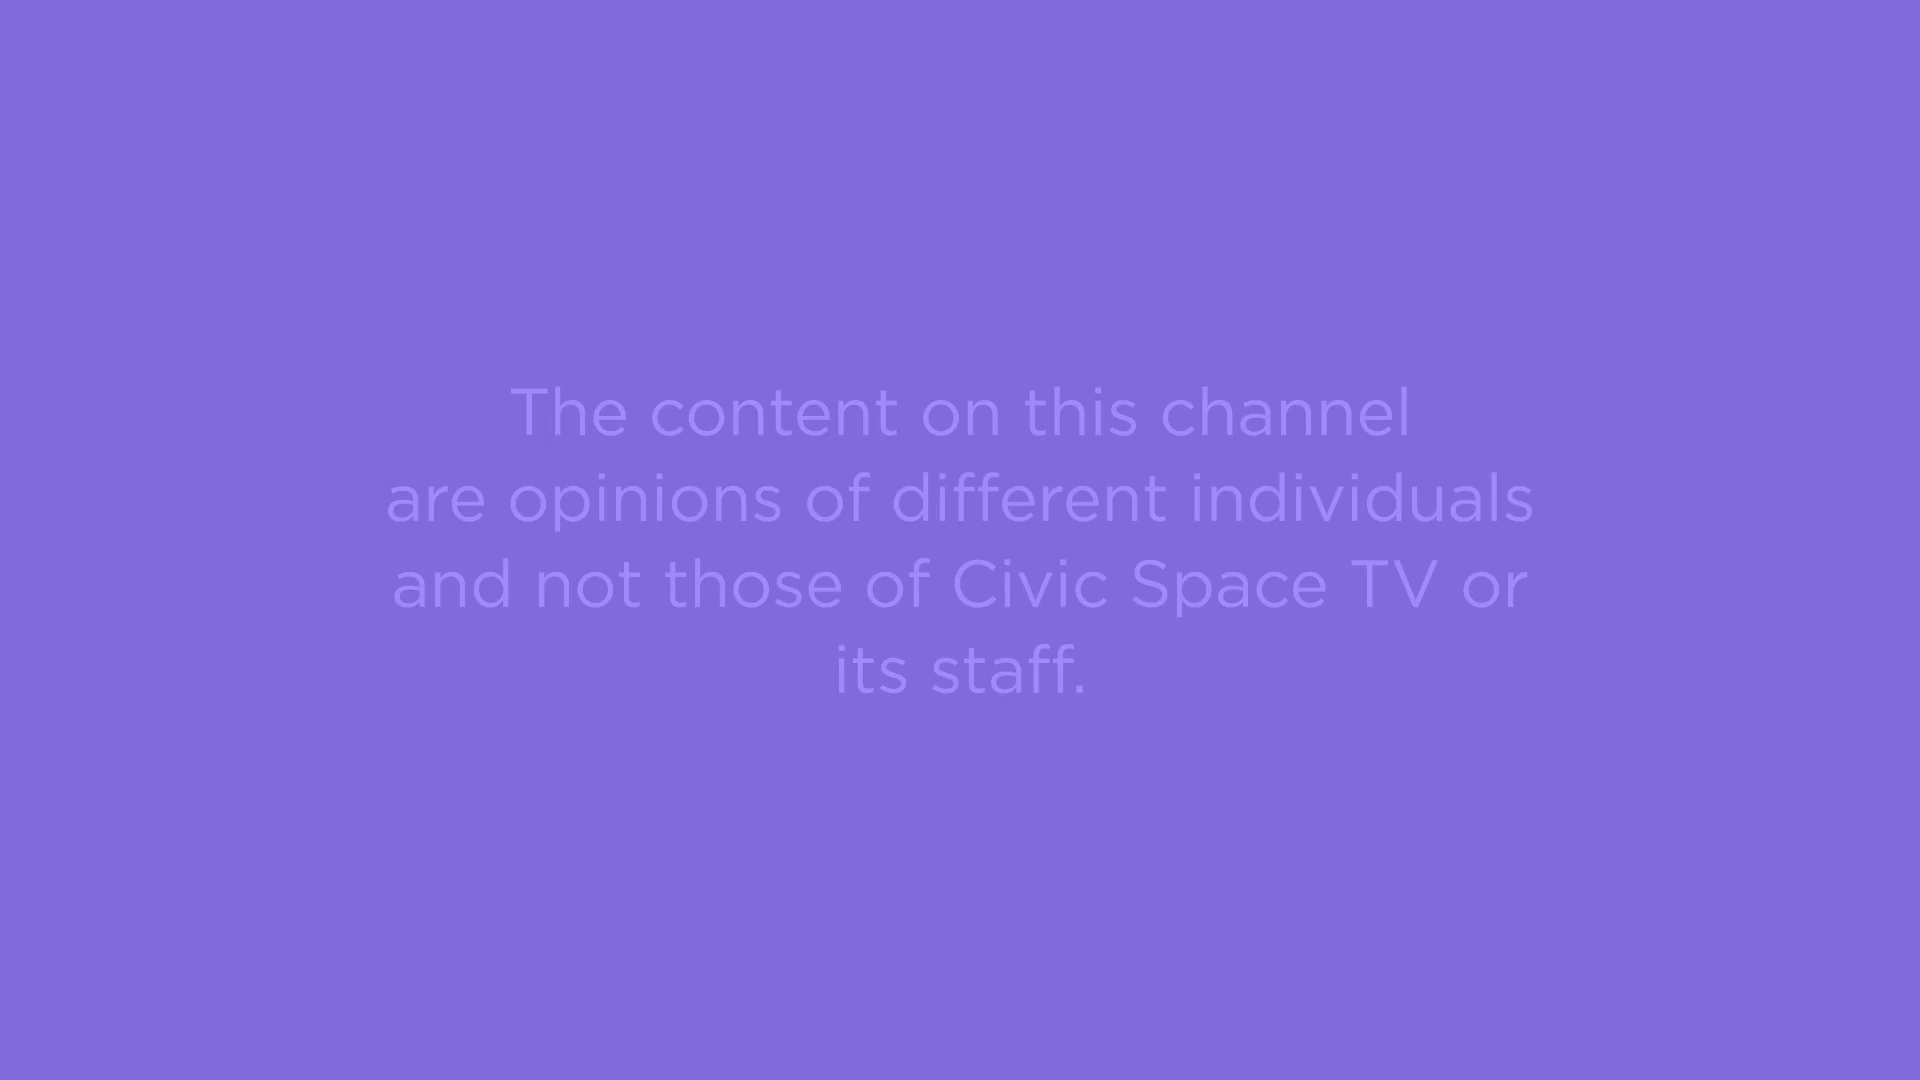 The content on this channel
are opinions of different individuals
and not those of Civic Space TV or
its staff.